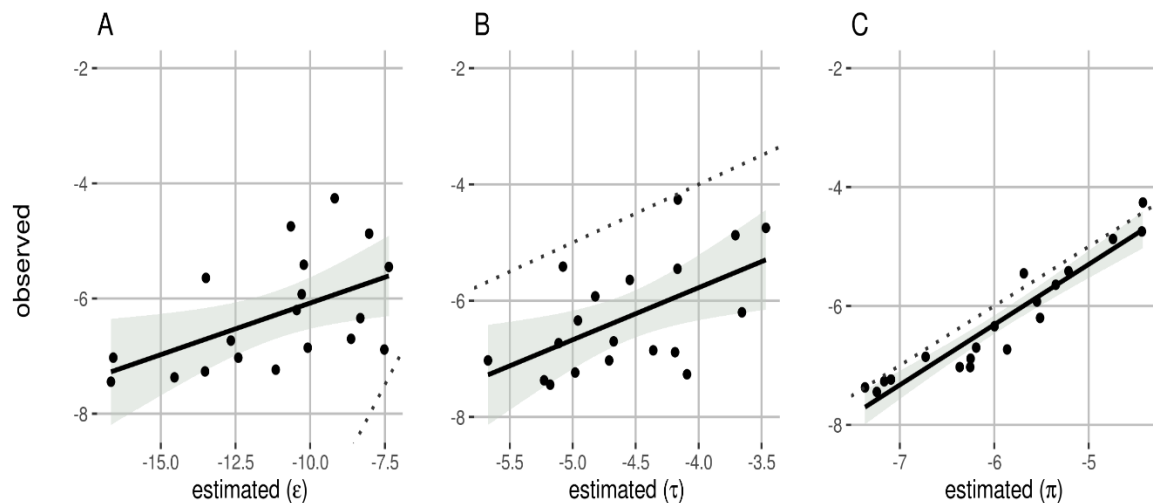 A
B
C
observed
-2
-4
-6
-8
-2
-4
-6
-8
-2
-4
-6
-8
-15.0 -12.5 -10.0 -7.5
-5.5 -5.0 -4.5 -4.0 -3.5
-7 -6 -5
estimated (ε)
estimated (τ)
estimated (π)